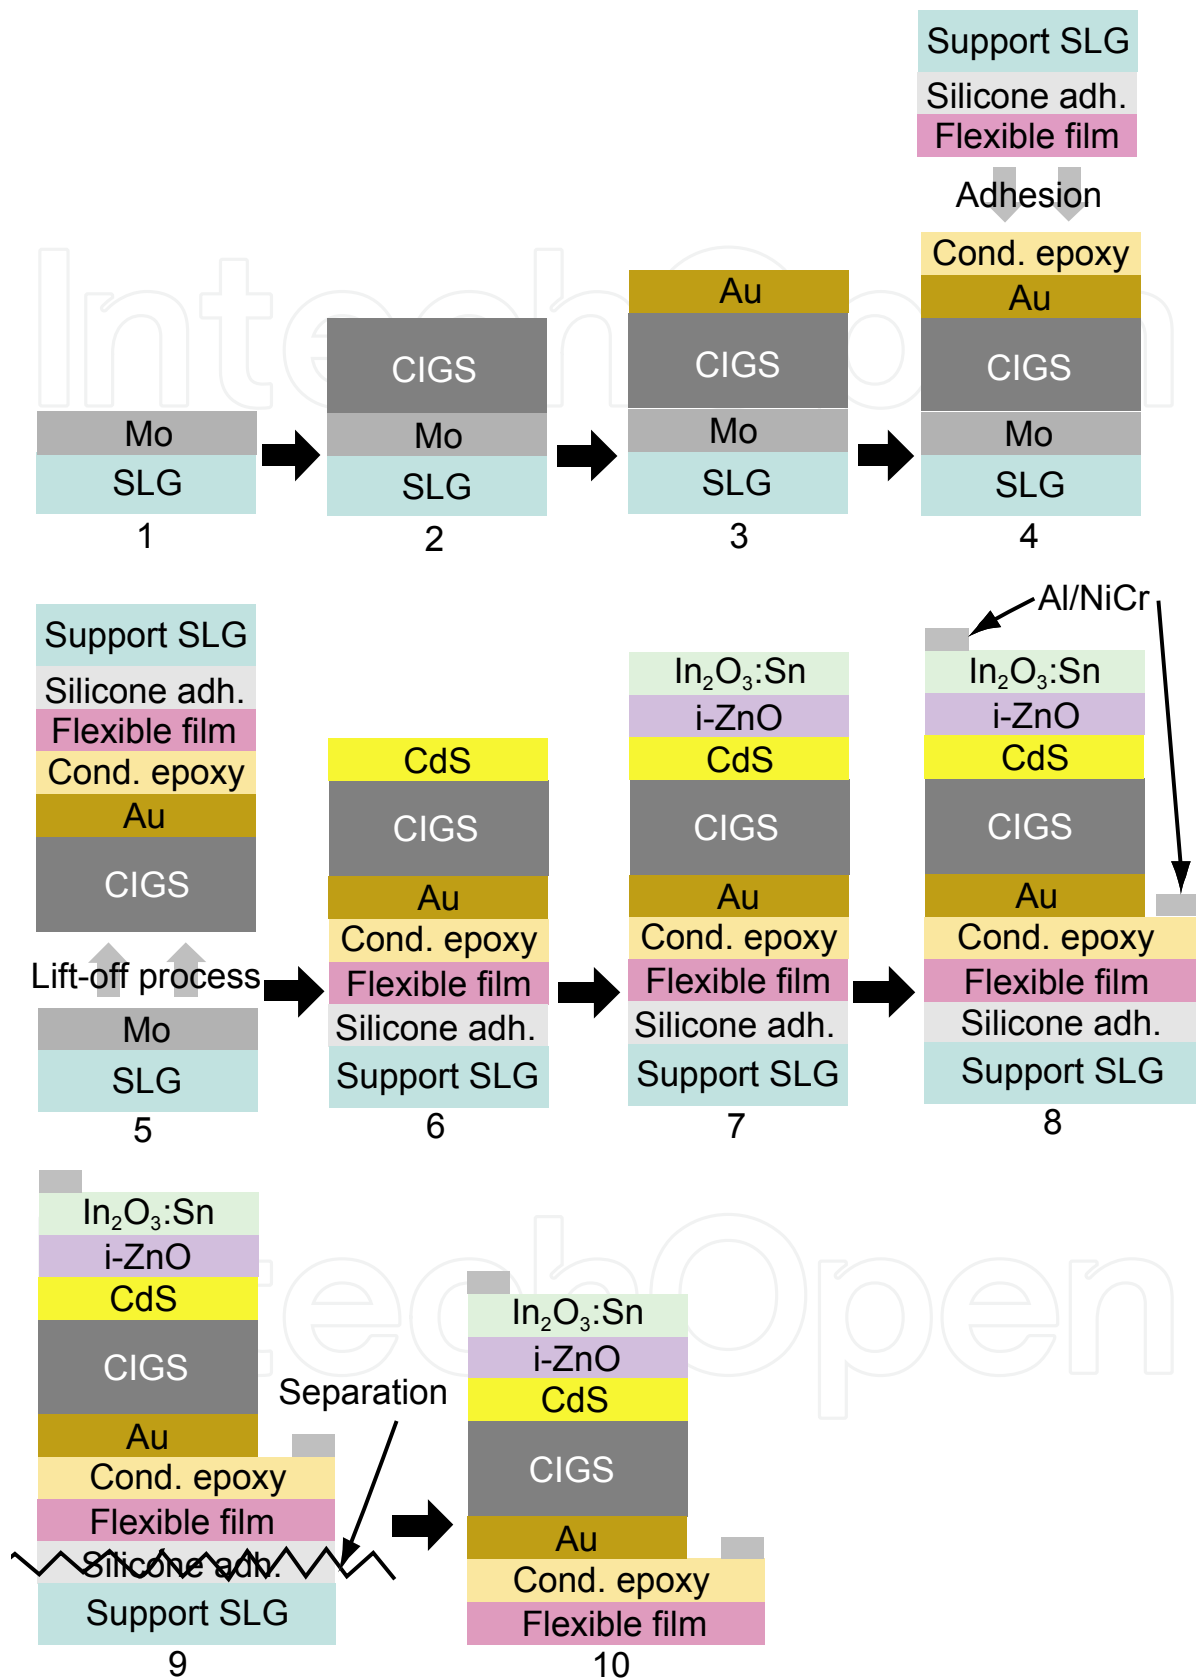 Support SLG
Silicone adh.
Flexible film
Adhesion
Cond. epoxy
Au
CIGS
Mo
SLG
4
Au
CIGS
Mo
SLG
3
CIGS
Mo
SLG
2
Mo
SLG
1
IntechOpen
Support SLG
Silicone adh.
Flexible film
Cond. epoxy
Au
CIGS
Lift-off process
Mo
SLG
5
CdS
CIGS
Au
Cond. epoxy
Flexible film
Silicone adh.
Support SLG
6
In₂O₃:Sn
i-ZnO
CdS
CIGS
Au
Cond. epoxy
Flexible film
Silicone adh.
Support SLG
7
Al/NiCr
In₂O₃:Sn
i-ZnO
CdS
CIGS
Au
Cond. epoxy
Flexible film
Silicone adh.
Support SLG
8
In₂O₃:Sn
i-ZnO
CdS
CIGS
Au
Cond. epoxy
Flexible film
Silicone adh.
Support SLG
9
Separation
In₂O₃:Sn
i-ZnO
CdS
CIGS
Au
Cond. epoxy
Flexible film
10
IntechOpen